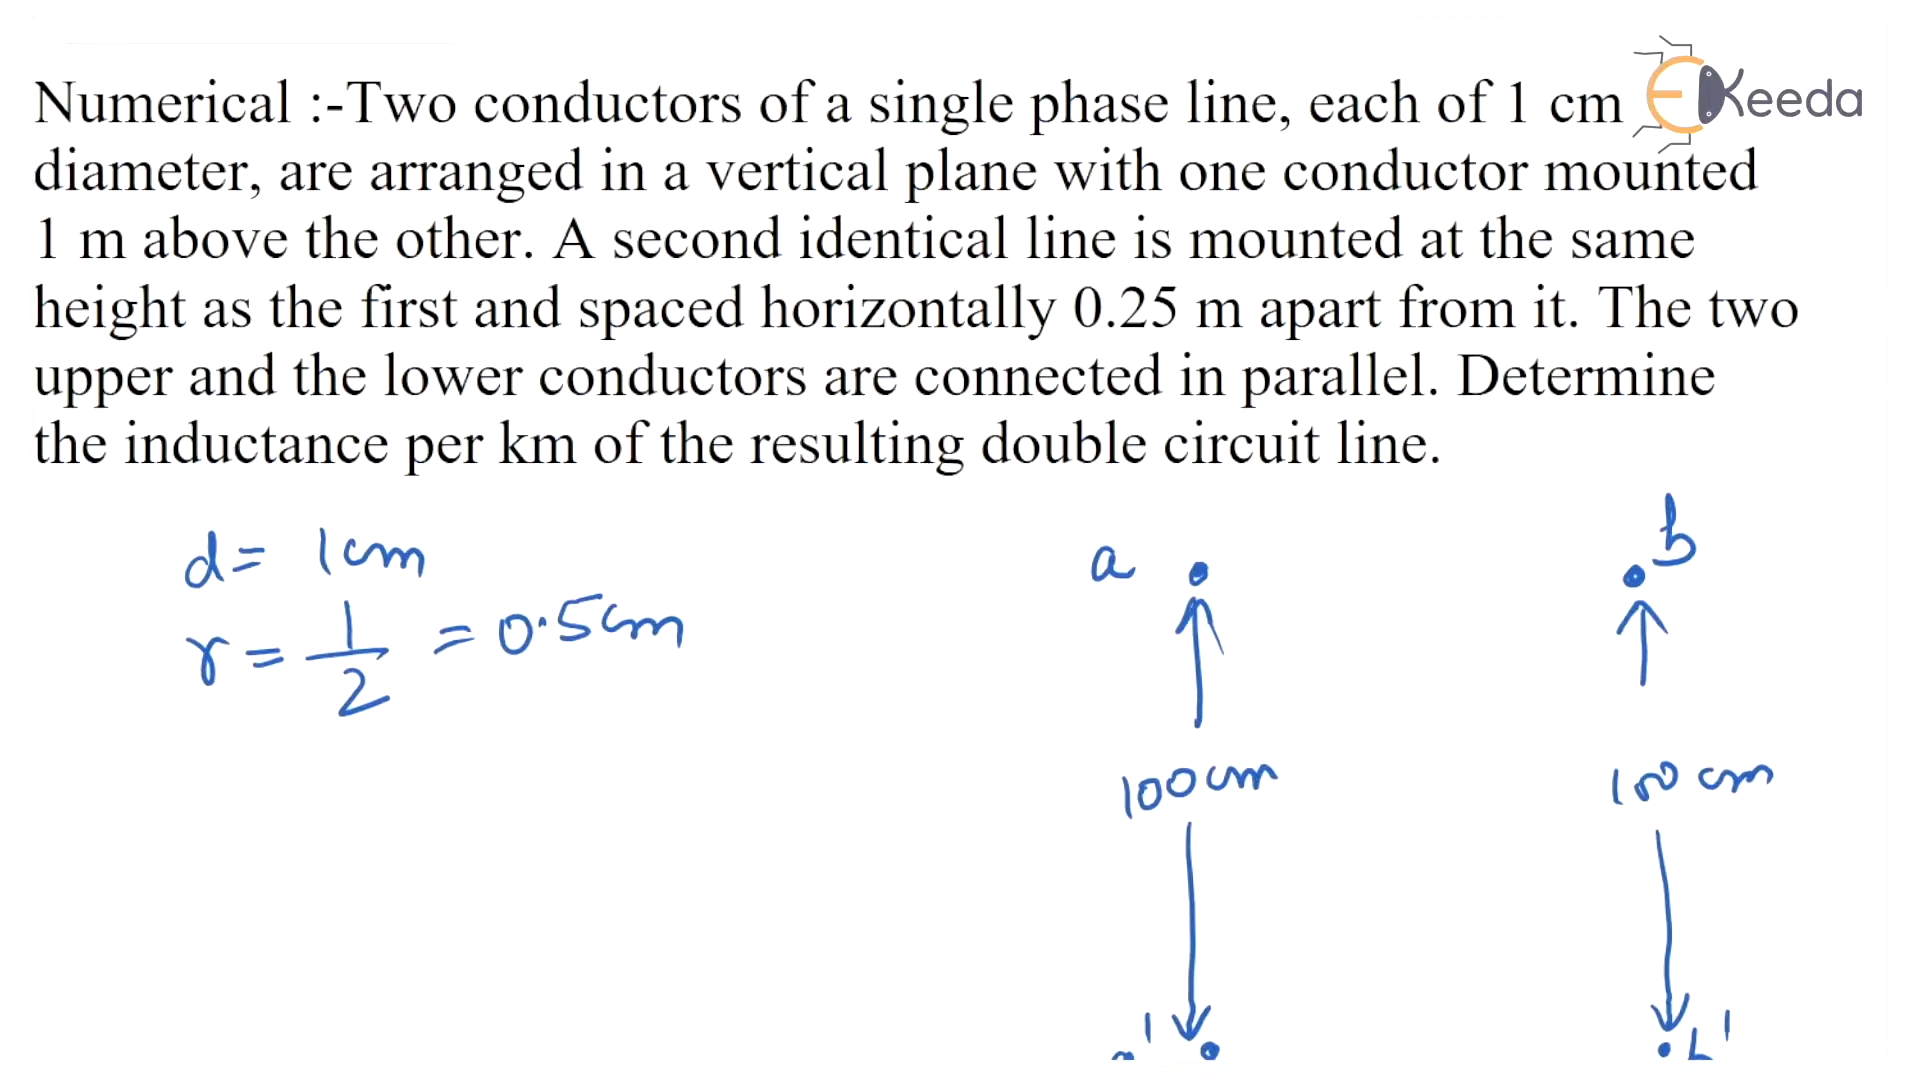 Numerical :-Two conductors of a single phase line, each of 1 cm
EKeeda
diameter, are arranged in a vertical plane with one conductor mounted
1 m above the other. A second identical line is mounted at the same
height as the first and spaced horizontally 0.25 m apart from it. The two
upper and the lower conductors are connected in parallel. Determine
the inductance per km of the resulting double circuit line.
d = 1cm
r = 1/2 = 0.5cm
a b
100cm 100 cm
a' b'